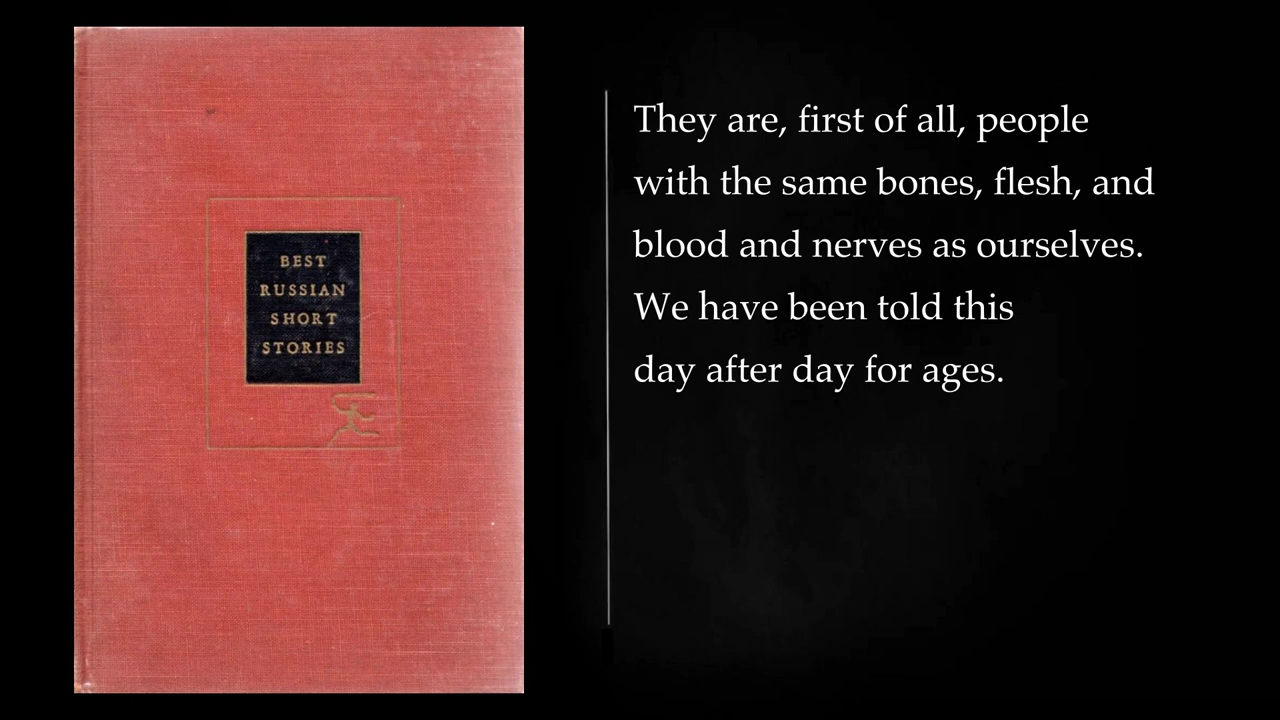 BEST
RUSSIAN
SHORT
STORIES
They are, first of all, people
with the same bones, flesh, and
blood and nerves as ourselves.
We have been told this
day after day for ages.